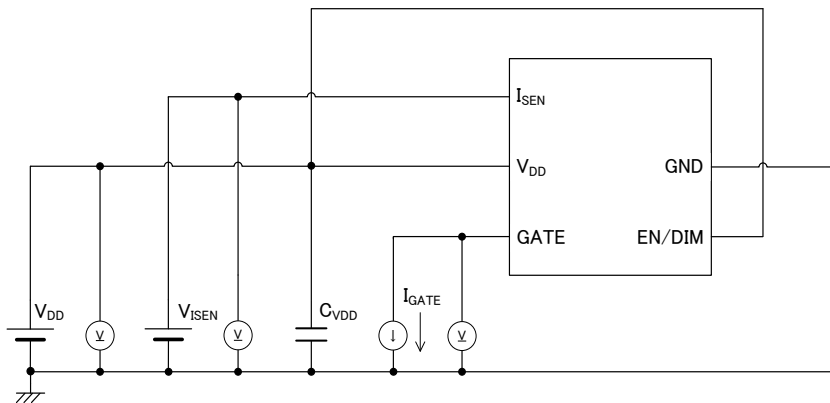 I_SEN
V_DD
GND
GATE
EN/DIM
I_GATE
V_DD
V_ISEN
C_VDD
V
V
V